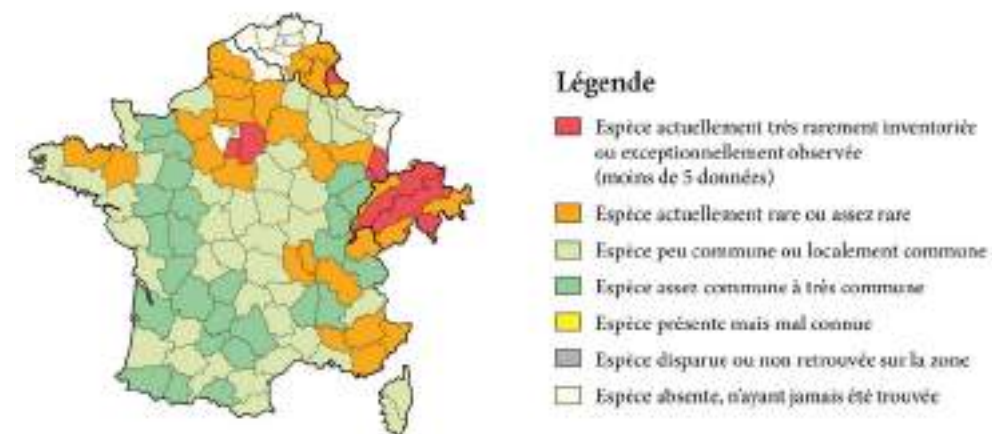 Légende
Espèce actuellement très rarement inventoriée
ou exceptionnellement observée
(moins de 5 données)
Espèce actuellement rare ou assez rare
Espèce peu commune ou localement commune
Espèce assez commune à très commune
Espèce présente mais mal connue
Espèce disparue ou non retrouvée sur la zone
Espèce absente, n'ayant jamais été trouvée